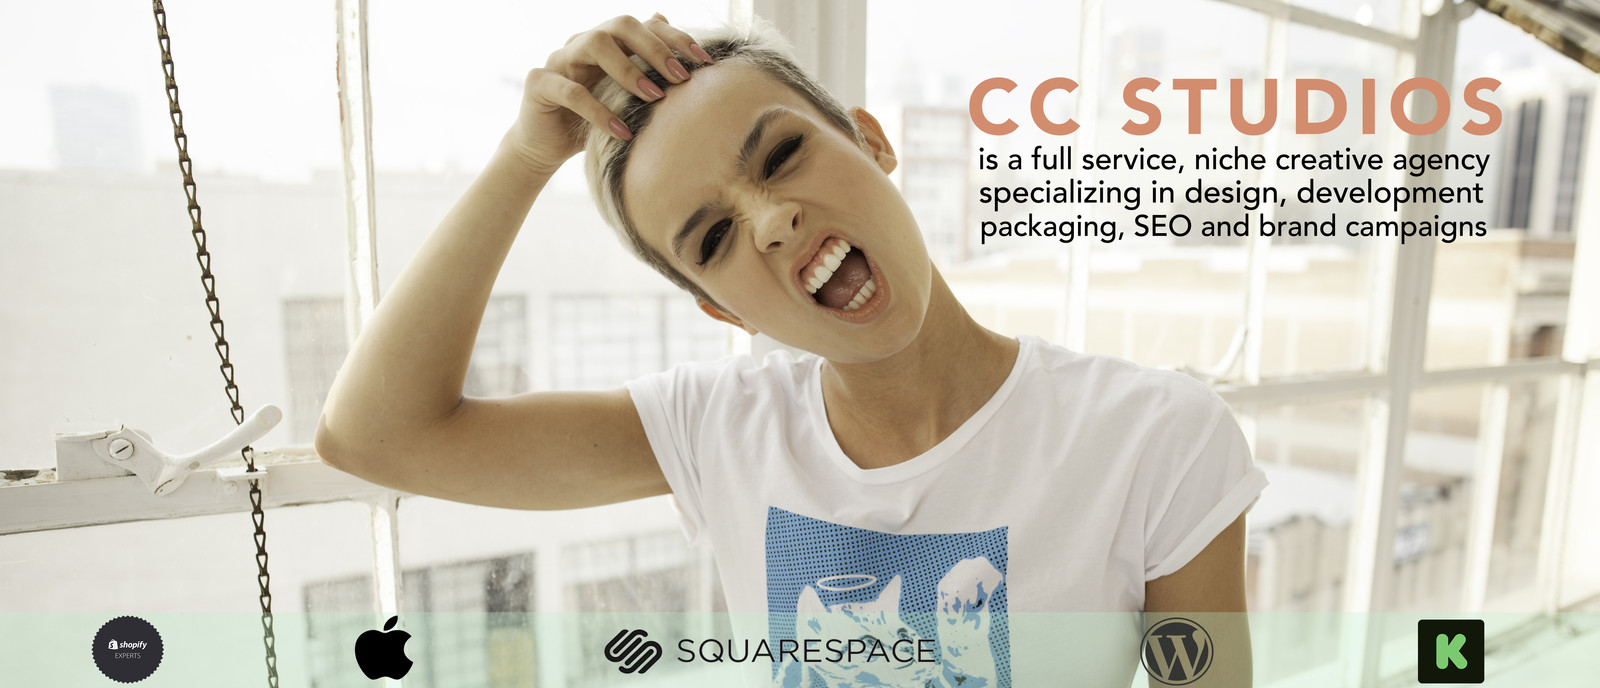 CC STUDIOS
is a full service, niche creative agency
specializing in design, development
packaging, SEO and brand campaigns
shopify
EXPERTS
SQUARESPACE
W
K